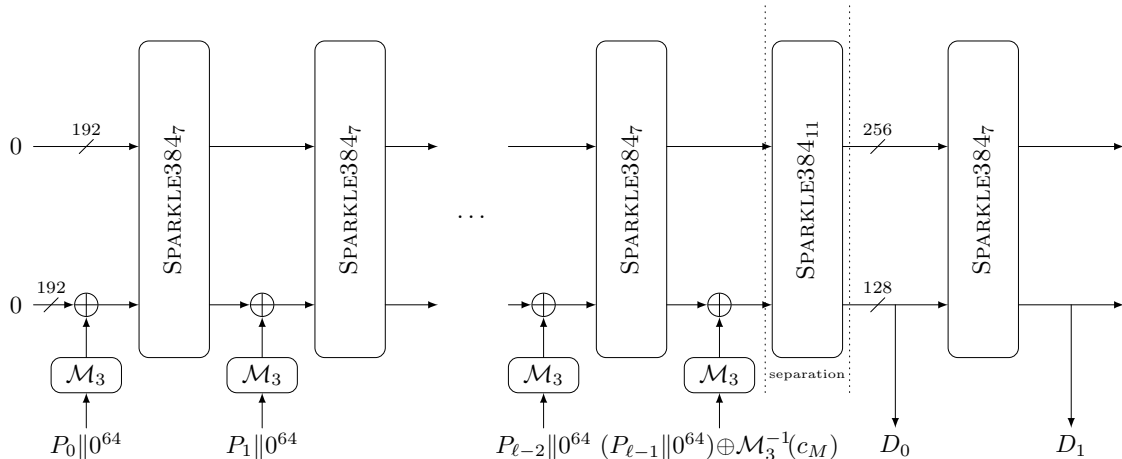 192
256
0
SPARKLE384₇
SPARKLE384₇
SPARKLE384₇
SPARKLE384₁₁
SPARKLE384₇
...
192
128
0
ℳ₃
ℳ₃
ℳ₃
ℳ₃
separation
P₀‖0⁶⁴
P₁‖0⁶⁴
P_{ℓ−2}‖0⁶⁴
(P_{ℓ−1}‖0⁶⁴)⊕ℳ₃⁻¹(c_M)
D₀
D₁